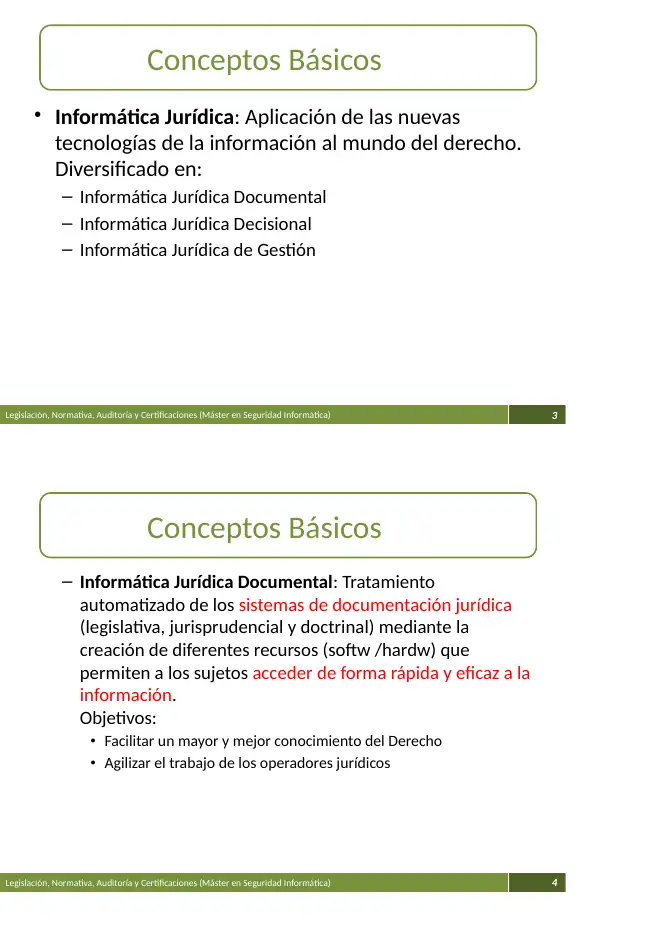 Conceptos Básicos
• Informática Jurídica: Aplicación de las nuevas
tecnologías de la información al mundo del derecho.
Diversificado en:
– Informática Jurídica Documental
– Informática Jurídica Decisional
– Informática Jurídica de Gestión
Legislación, Normativa, Auditoría y Certificaciones (Máster en Seguridad Informática) 3
Conceptos Básicos
– Informática Jurídica Documental: Tratamiento
automatizado de los sistemas de documentación jurídica
(legislativa, jurisprudencial y doctrinal) mediante la
creación de diferentes recursos (softw /hardw) que
permiten a los sujetos acceder de forma rápida y eficaz a la
información.
Objetivos:
• Facilitar un mayor y mejor conocimiento del Derecho
• Agilizar el trabajo de los operadores jurídicos
Legislación, Normativa, Auditoría y Certificaciones (Máster en Seguridad Informática) 4